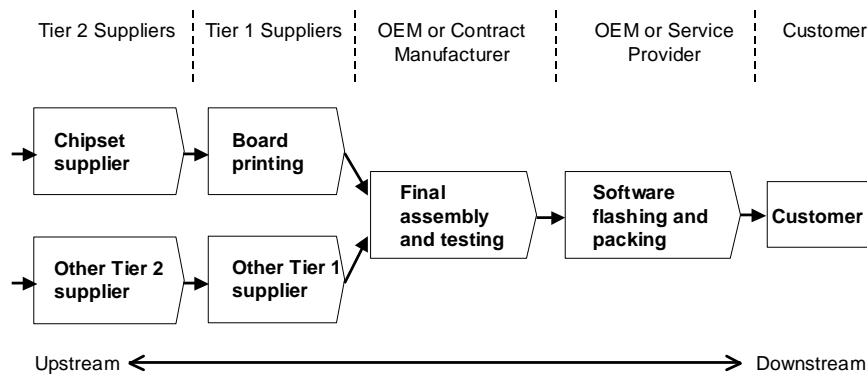 Tier 2 Suppliers
Tier 1 Suppliers
OEM or Contract
Manufacturer
OEM or Service
Provider
Customer
Chipset
supplier
Board
printing
Final
assembly
and testing
Software
flashing and
packing
Customer
Other Tier 2
supplier
Other Tier 1
supplier
Upstream
Downstream